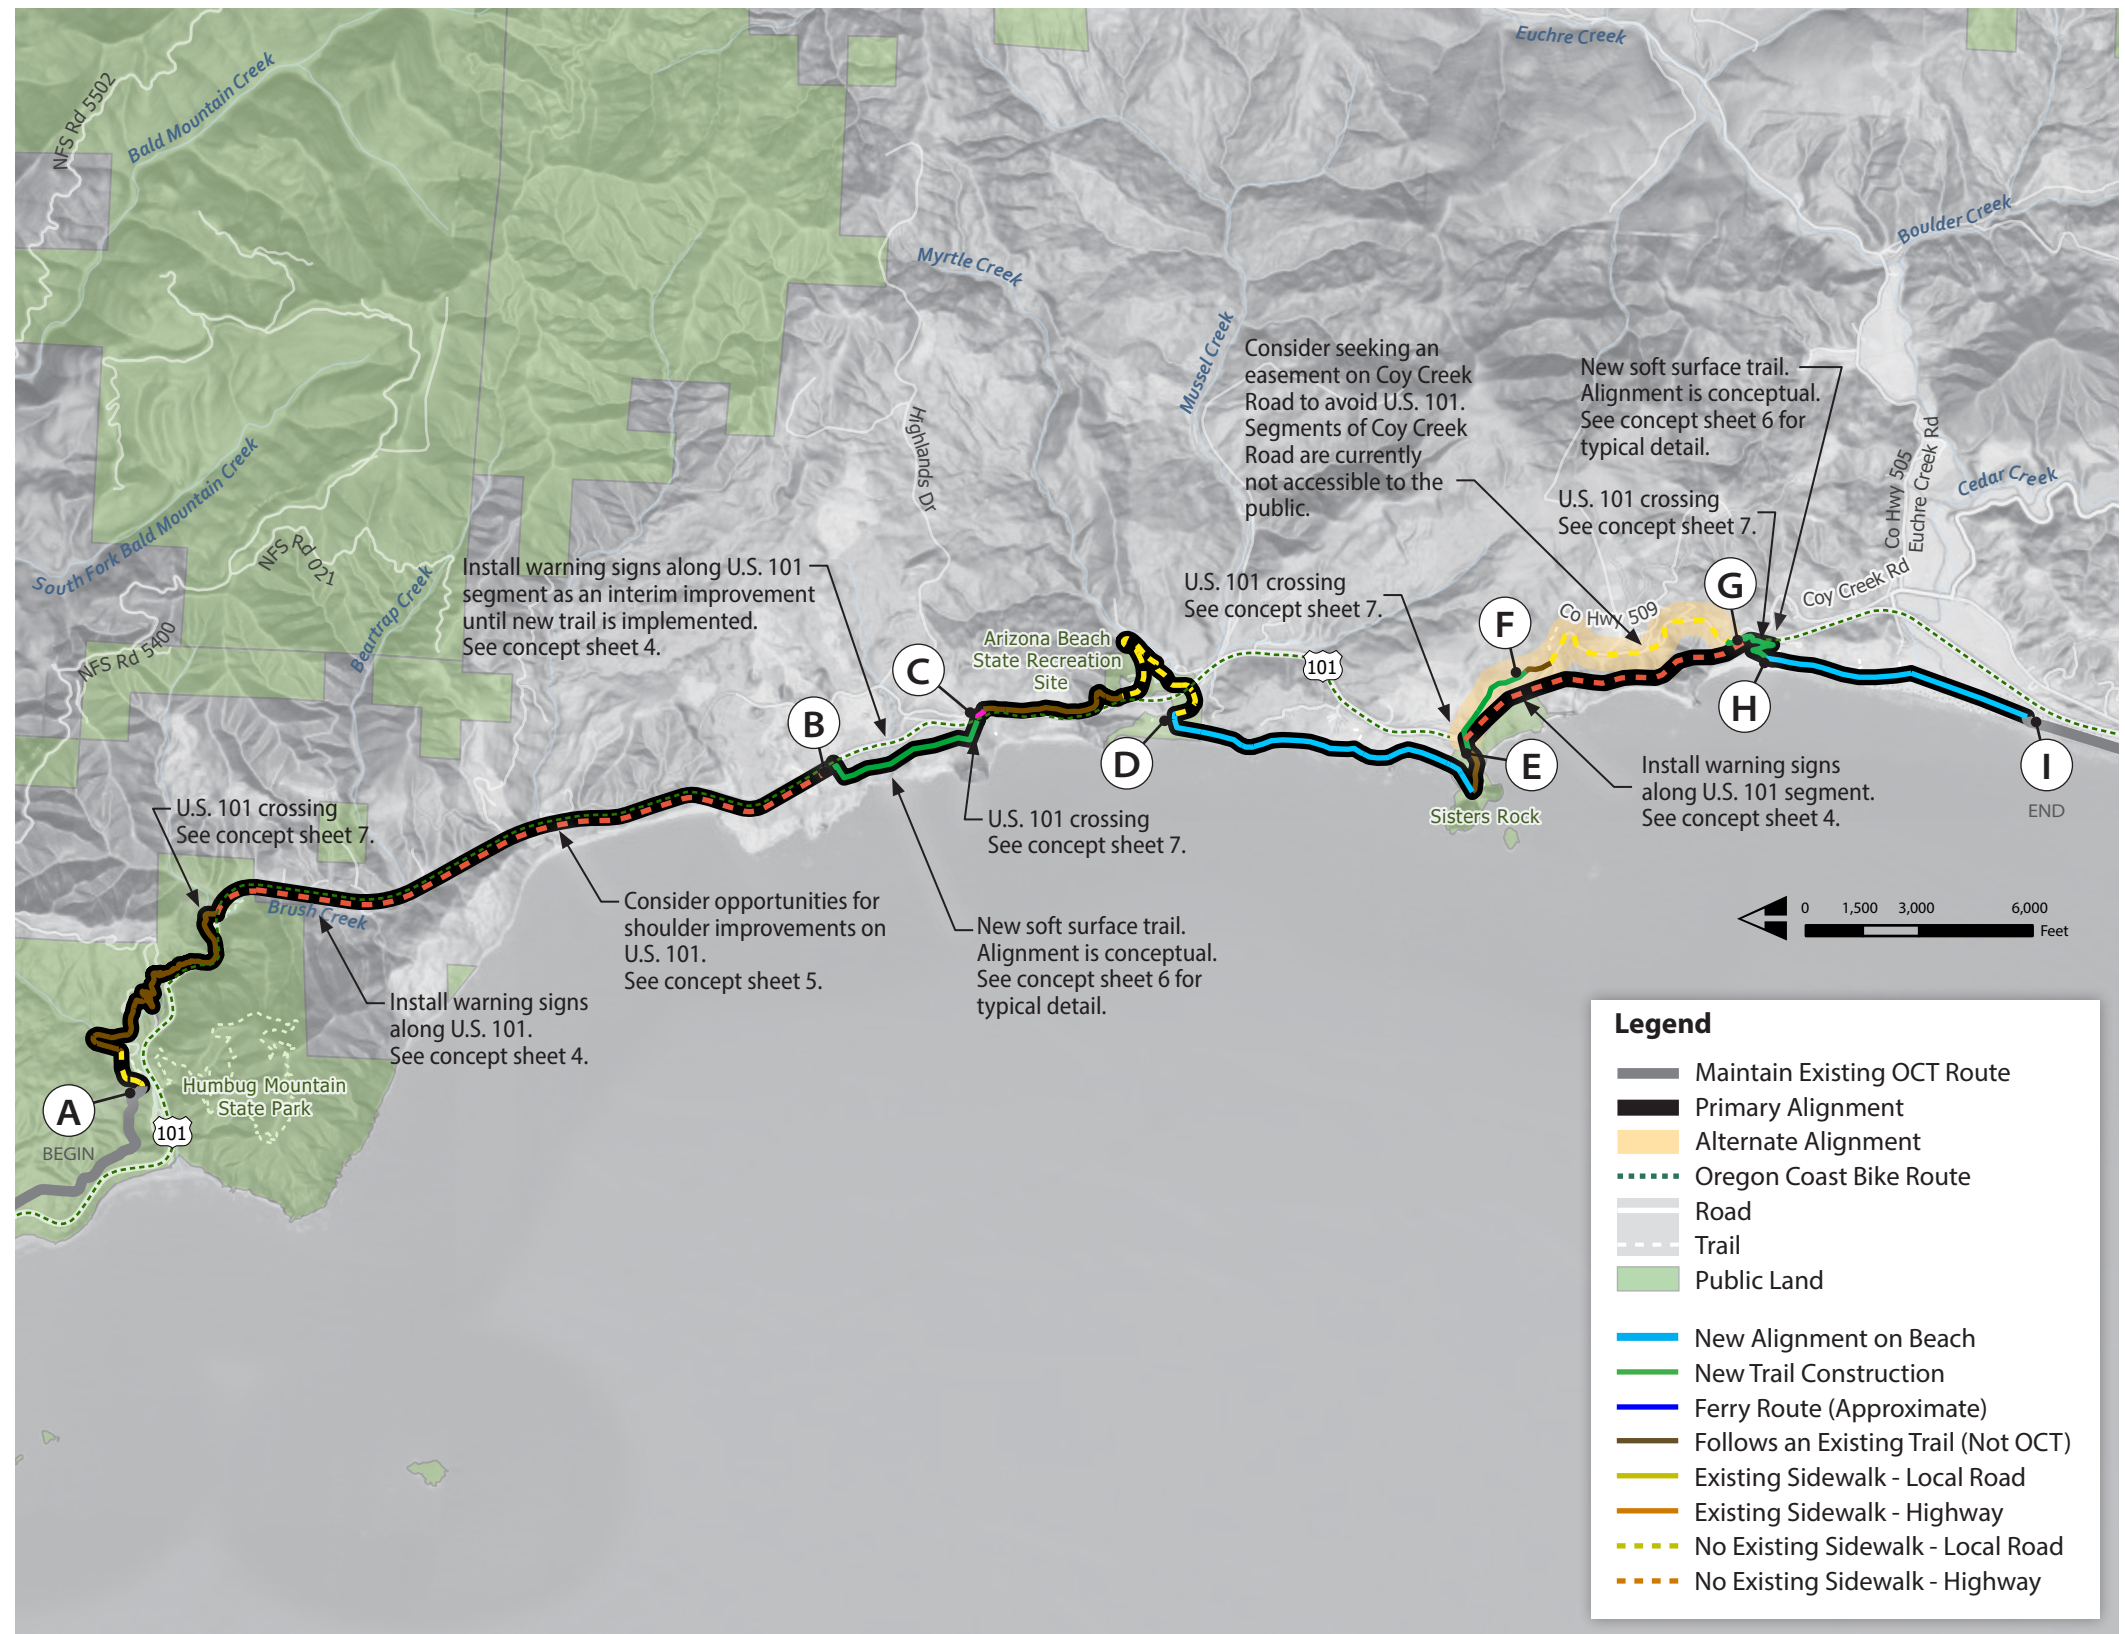 Euchre Creek
NFS Rd 5502
Bald Mountain Creek
Boulder Creek
Myrtle Creek
Mussel Creek
Highlands Dr
Consider seeking an
easement on Coy Creek
Road to avoid U.S. 101.
Segments of Coy Creek
Road are currently
not accessible to the
public.
New soft surface trail.
Alignment is conceptual.
See concept sheet 6 for
typical detail.
U.S. 101 crossing
See concept sheet 7.
Co Hwy 505
Euchre Creek Rd
Cedar Creek
South Fork Bald Mountain Creek
NFS Rd 021
Beartrap Creek
NFS Rd 5400
Install warning signs along U.S. 101
segment as an interim improvement
until new trail is implemented.
See concept sheet 4.
U.S. 101 crossing
See concept sheet 7.
Co Hwy 509
Coy Creek Rd
Arizona Beach
State Recreation
Site
101
G
F
C
B
D
E
H
I
END
Sisters Rock
Install warning signs
along U.S. 101 segment.
See concept sheet 4.
U.S. 101 crossing
See concept sheet 7.
U.S. 101 crossing
See concept sheet 7.
Brush Creek
Consider opportunities for
shoulder improvements on
U.S. 101.
See concept sheet 5.
New soft surface trail.
Alignment is conceptual.
See concept sheet 6 for
typical detail.
Install warning signs
along U.S. 101.
See concept sheet 4.
0 1,500 3,000 6,000
Feet
Humbug Mountain
State Park
A
BEGIN
101
Legend
Maintain Existing OCT Route
Primary Alignment
Alternate Alignment
Oregon Coast Bike Route
Road
Trail
Public Land
New Alignment on Beach
New Trail Construction
Ferry Route (Approximate)
Follows an Existing Trail (Not OCT)
Existing Sidewalk - Local Road
Existing Sidewalk - Highway
No Existing Sidewalk - Local Road
No Existing Sidewalk - Highway